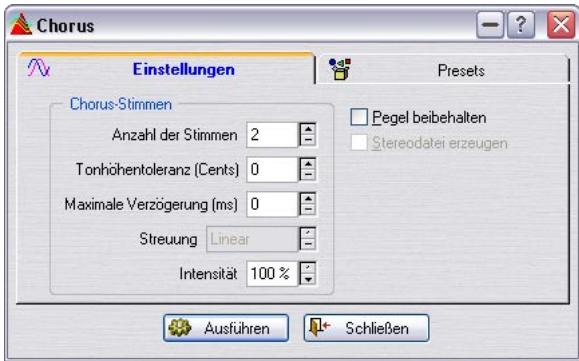 Chorus
Einstellungen
Presets
Chorus-Stimmen
Anzahl der Stimmen 2
Tonhöhentoleranz (Cents) 0
Maximale Verzögerung (ms) 0
Streuung Linear
Intensität 100 %
Pegel beibehalten
Stereodatei erzeugen
Ausführen
Schließen